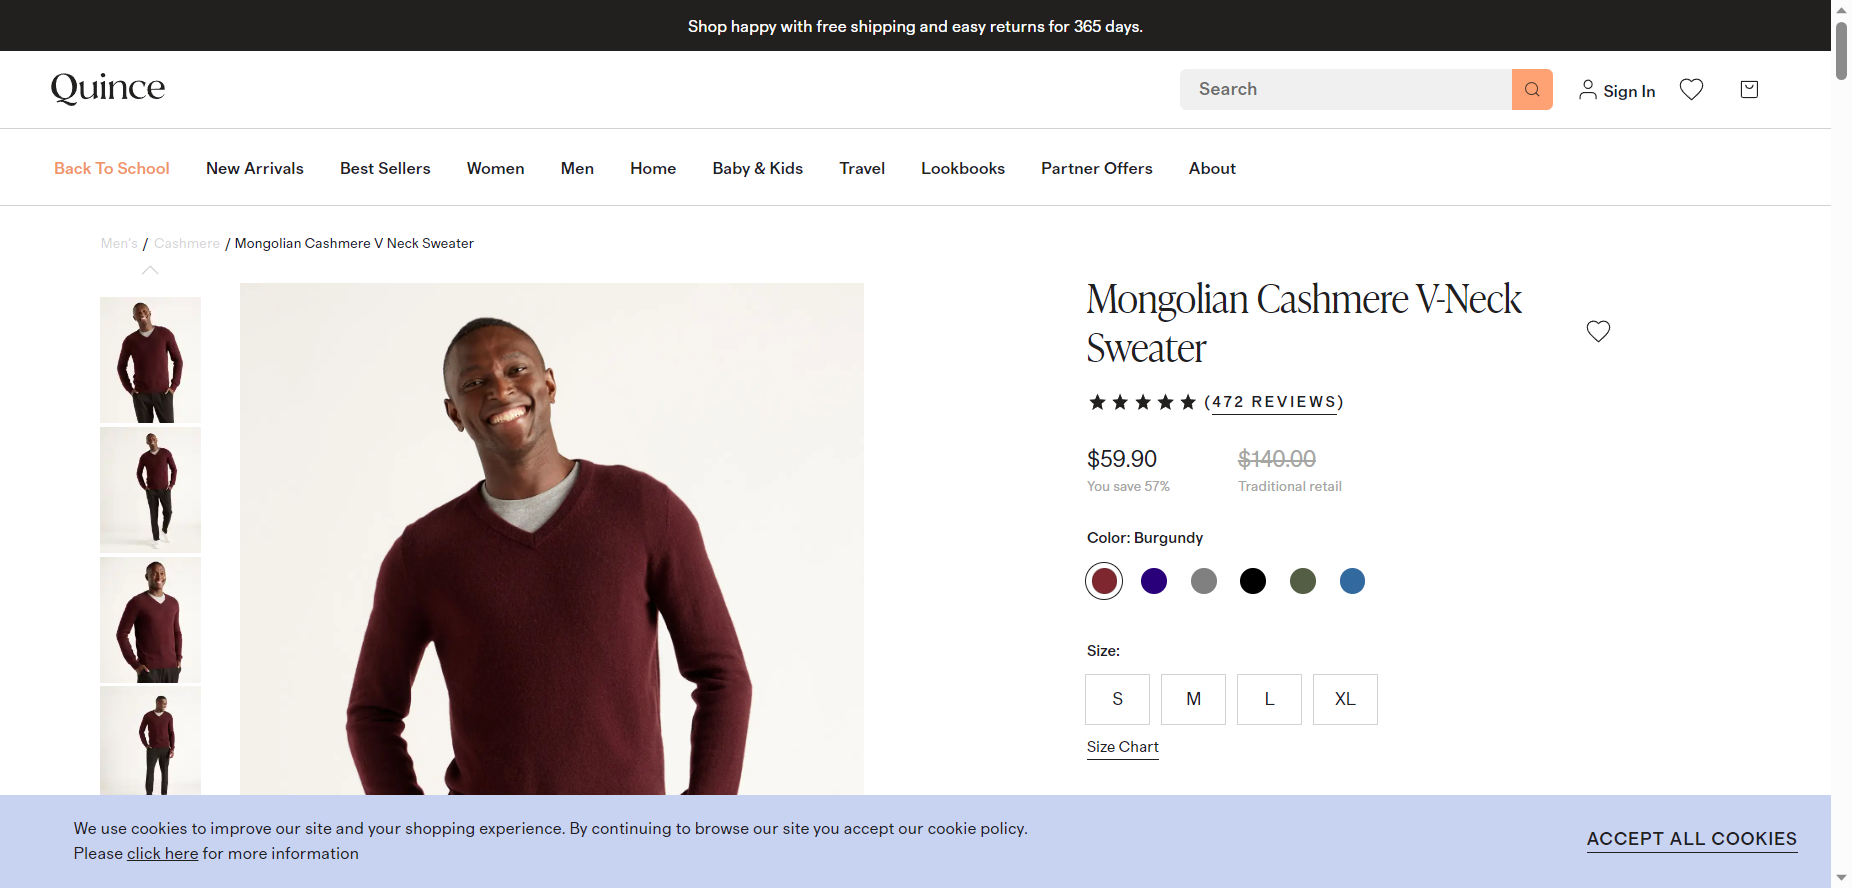 Shop happy with free shipping and easy returns for 365 days.
Quince
Search
Sign In
Back To School New Arrivals Best Sellers Women Men Home Baby & Kids Travel Lookbooks Partner Offers About
Men's / Cashmere / Mongolian Cashmere V Neck Sweater
Mongolian Cashmere V-Neck
Sweater
(472 REVIEWS)
$59.90 $140.00
You save 57% Traditional retail
Color: Burgundy
Size:
S M L XL
Size Chart
We use cookies to improve our site and your shopping experience. By continuing to browse our site you accept our cookie policy.
Please click here for more information
ACCEPT ALL COOKIES